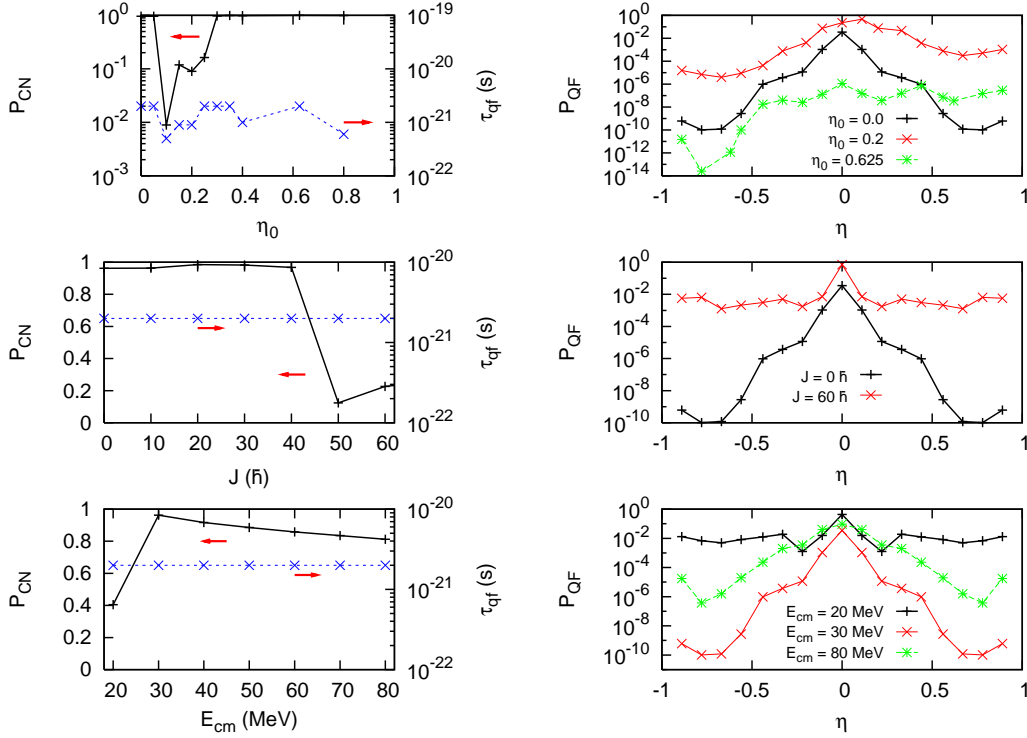 P_CN
10^0
10^-1
10^-2
10^-3
0 0.2 0.4 0.6 0.8 1
η_0
10^-19
10^-20
10^-21
10^-22
τ_qf (s)
P_QF
10^0
10^-2
10^-4
10^-6
10^-8
10^-10
10^-12
10^-14
η_0 = 0.0
η_0 = 0.2
η_0 = 0.625
-1 -0.5 0 0.5 1
η
P_CN
1
0.8
0.6
0.4
0.2
0
0 10 20 30 40 50 60
J (ħ)
10^-20
10^-21
10^-22
τ_qf (s)
P_QF
10^0
10^-2
10^-4
10^-6
10^-8
10^-10
J = 0 ħ
J = 60 ħ
-1 -0.5 0 0.5 1
η
P_CN
1
0.8
0.6
0.4
0.2
0
20 30 40 50 60 70 80
E_cm (MeV)
10^-20
10^-21
10^-22
τ_qf (s)
P_QF
10^0
10^-2
10^-4
10^-6
10^-8
10^-10
E_cm = 20 MeV
E_cm = 30 MeV
E_cm = 80 MeV
-1 -0.5 0 0.5 1
η